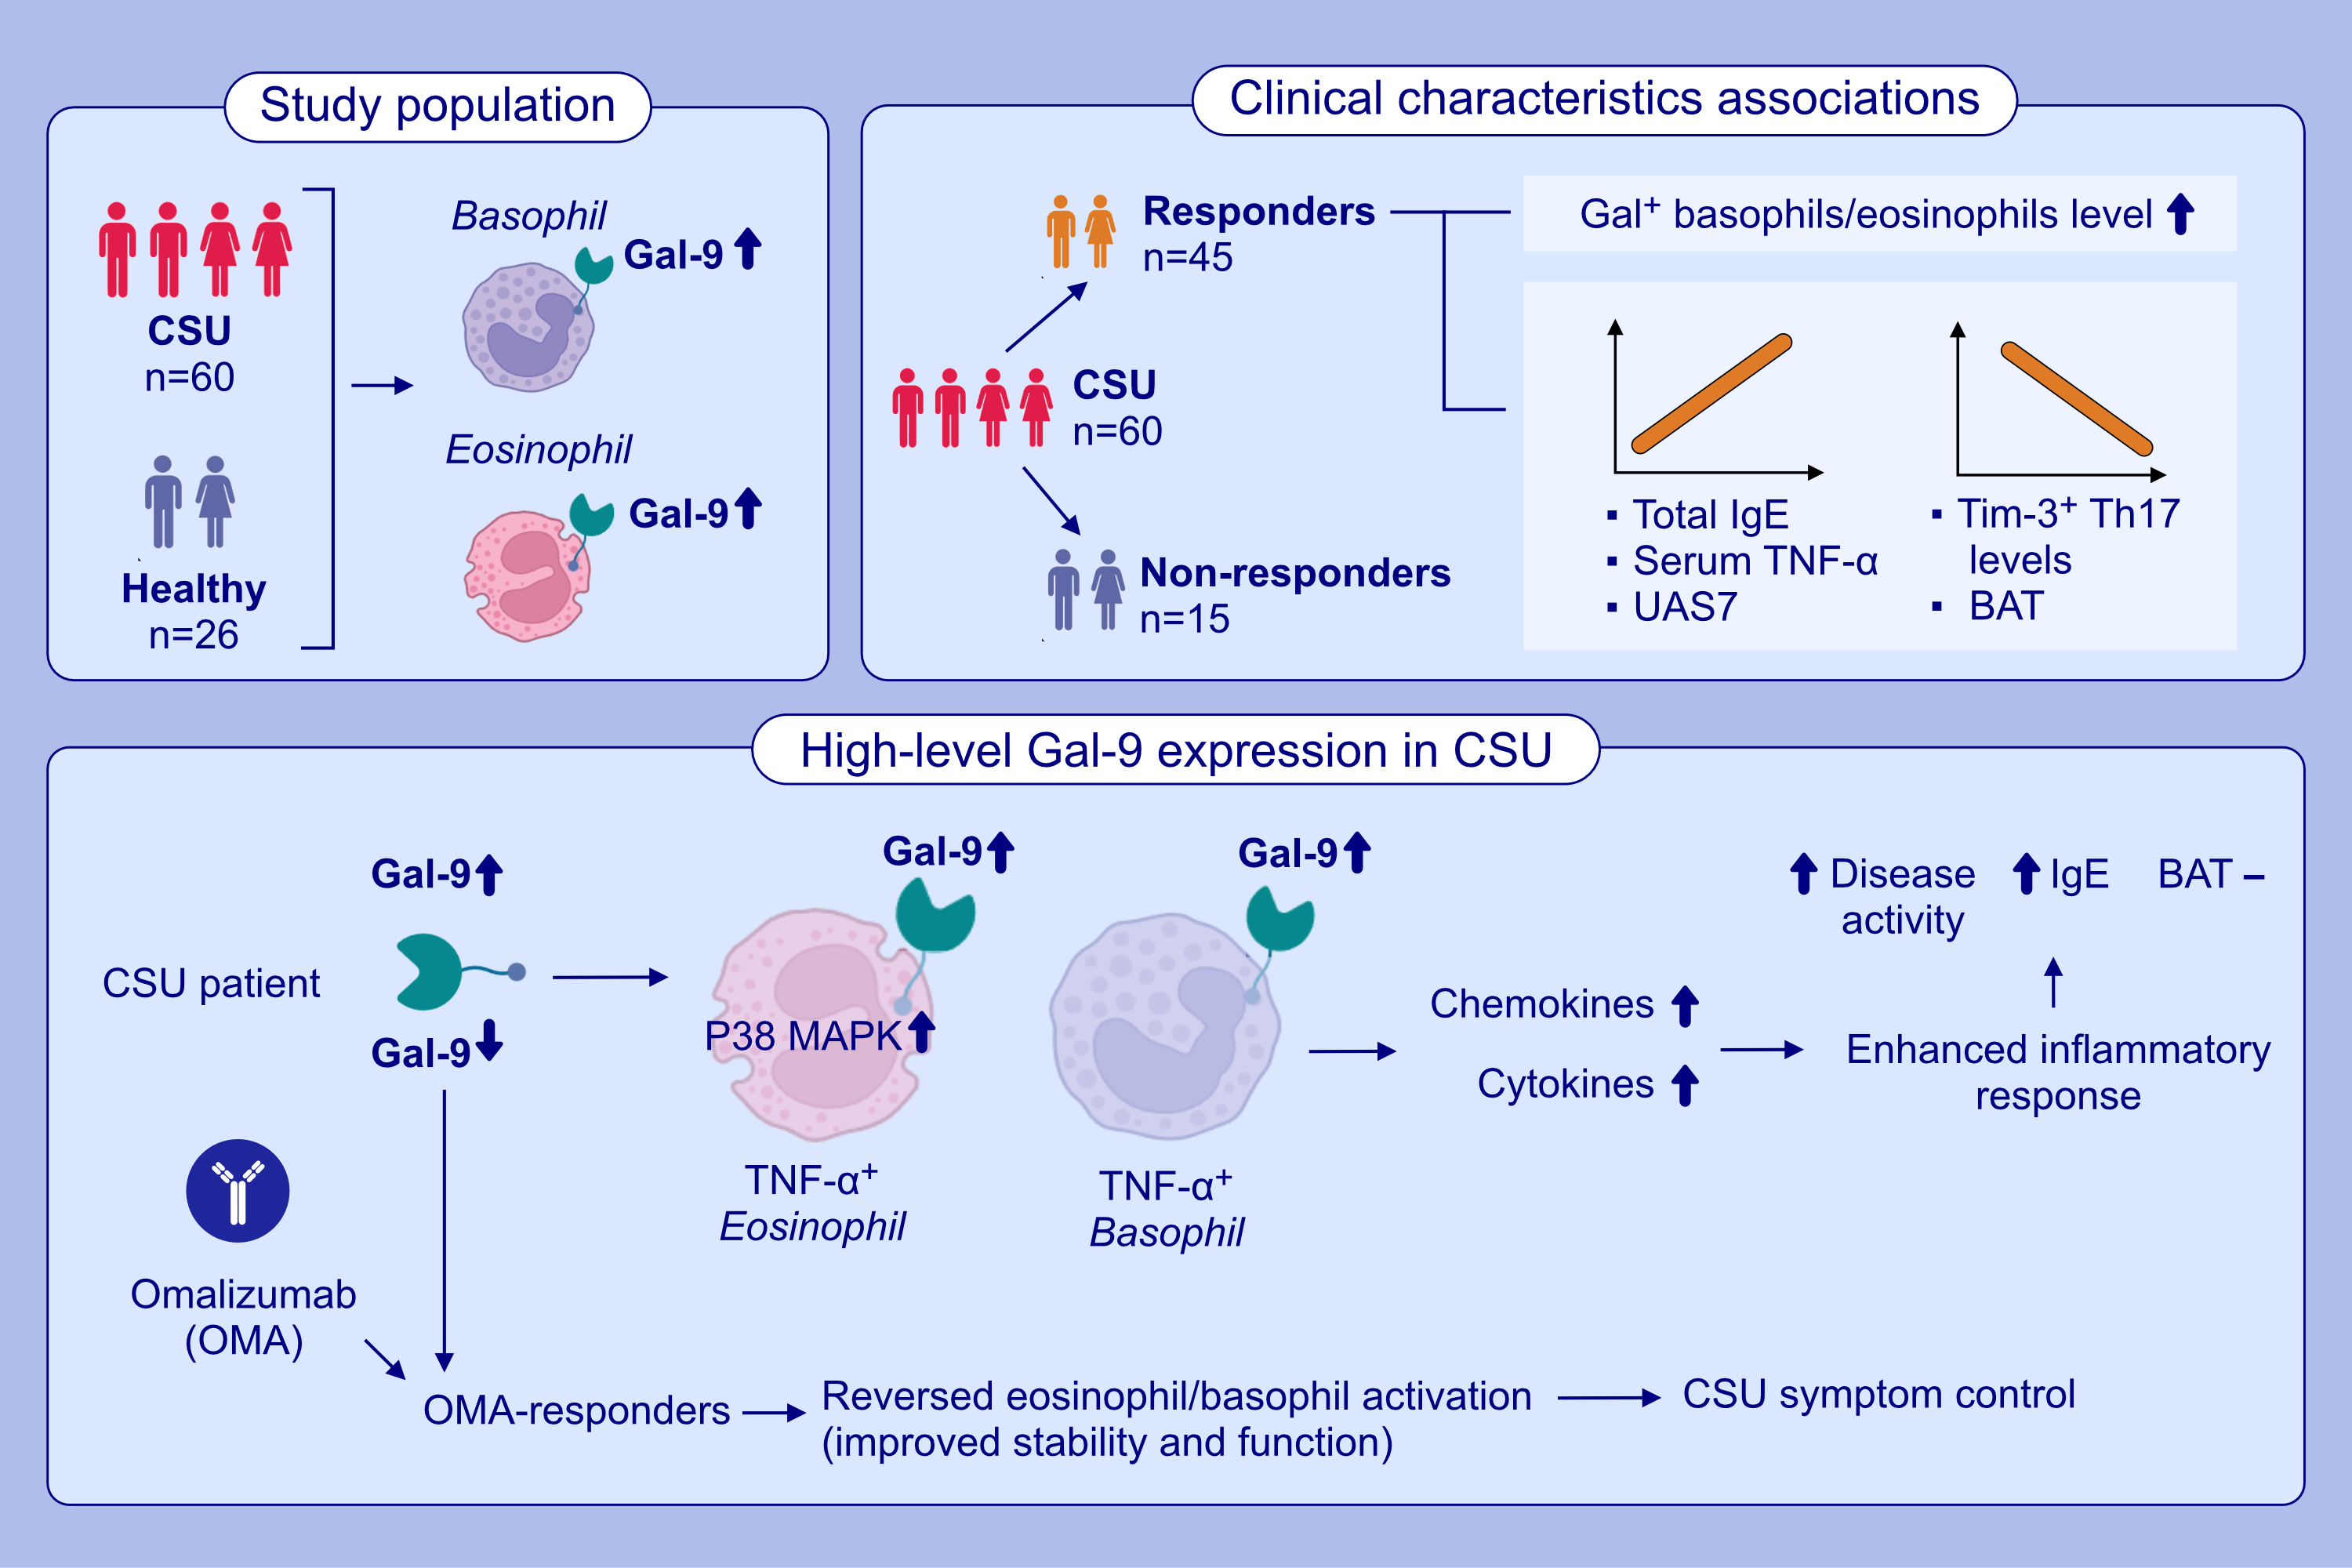 Study population
CSU
n=60
Healthy
n=26
Basophil
Gal-9
Eosinophil
Gal-9
Clinical characteristics associations
CSU
n=60
Responders
n=45
Non-responders
n=15
Gal⁺ basophils/eosinophils level
▪ Total IgE
▪ Serum TNF-α
▪ UAS7
▪ Tim-3⁺ Th17
levels
▪ BAT
High-level Gal-9 expression in CSU
CSU patient
Gal-9
Gal-9
Gal-9
P38 MAPK
TNF-α⁺
Eosinophil
Gal-9
TNF-α⁺
Basophil
Chemokines
Cytokines
Enhanced inflammatory
response
Disease
activity
IgE
BAT –
Omalizumab
(OMA)
OMA-responders
Reversed eosinophil/basophil activation
(improved stability and function)
CSU symptom control